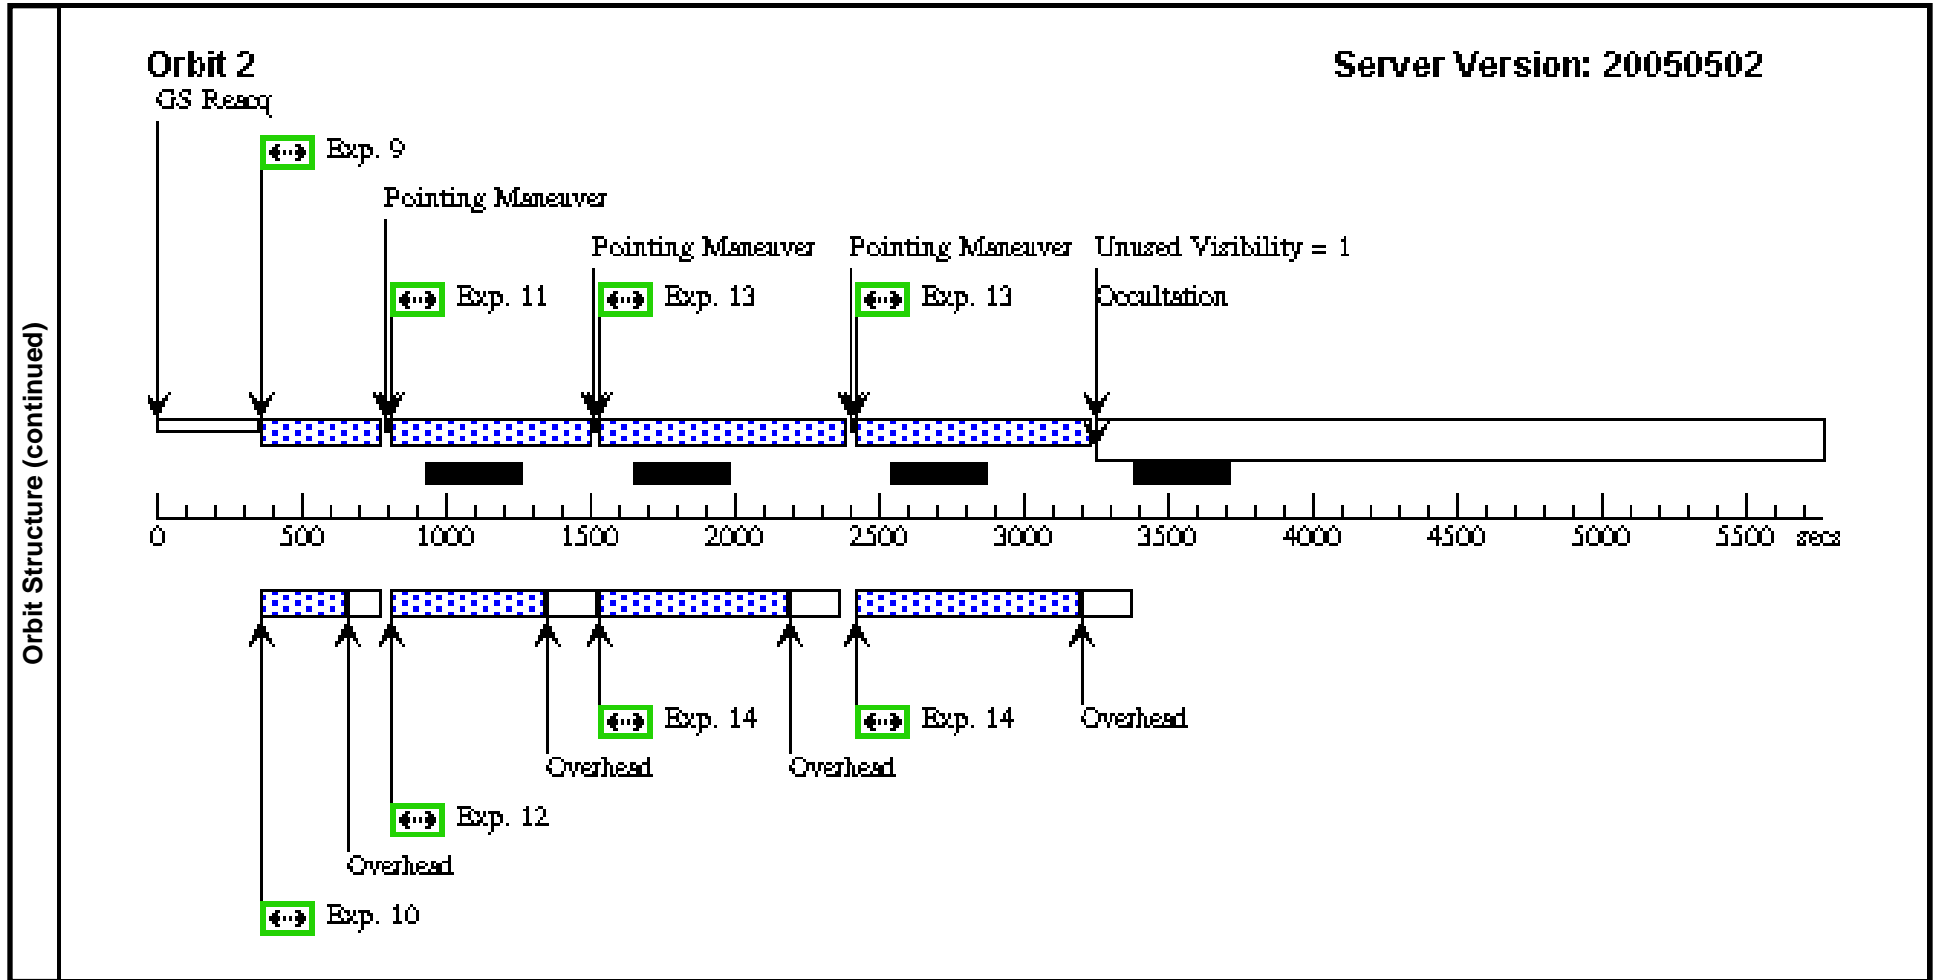 Orbit Structure (continued)
Orbit 2
Server Version: 20050502
GS Reacq
Exp. 9
Pointing Maneuver
Pointing Maneuver
Pointing Maneuver
Unused Visibility = 1
Exp. 11
Exp. 13
Exp. 13
Occultation
0 500 1000 1500 2000 2500 3000 3500 4000 4500 5000 5500 secs
Exp. 14
Exp. 14
Overhead
Overhead
Overhead
Exp. 12
Overhead
Exp. 10